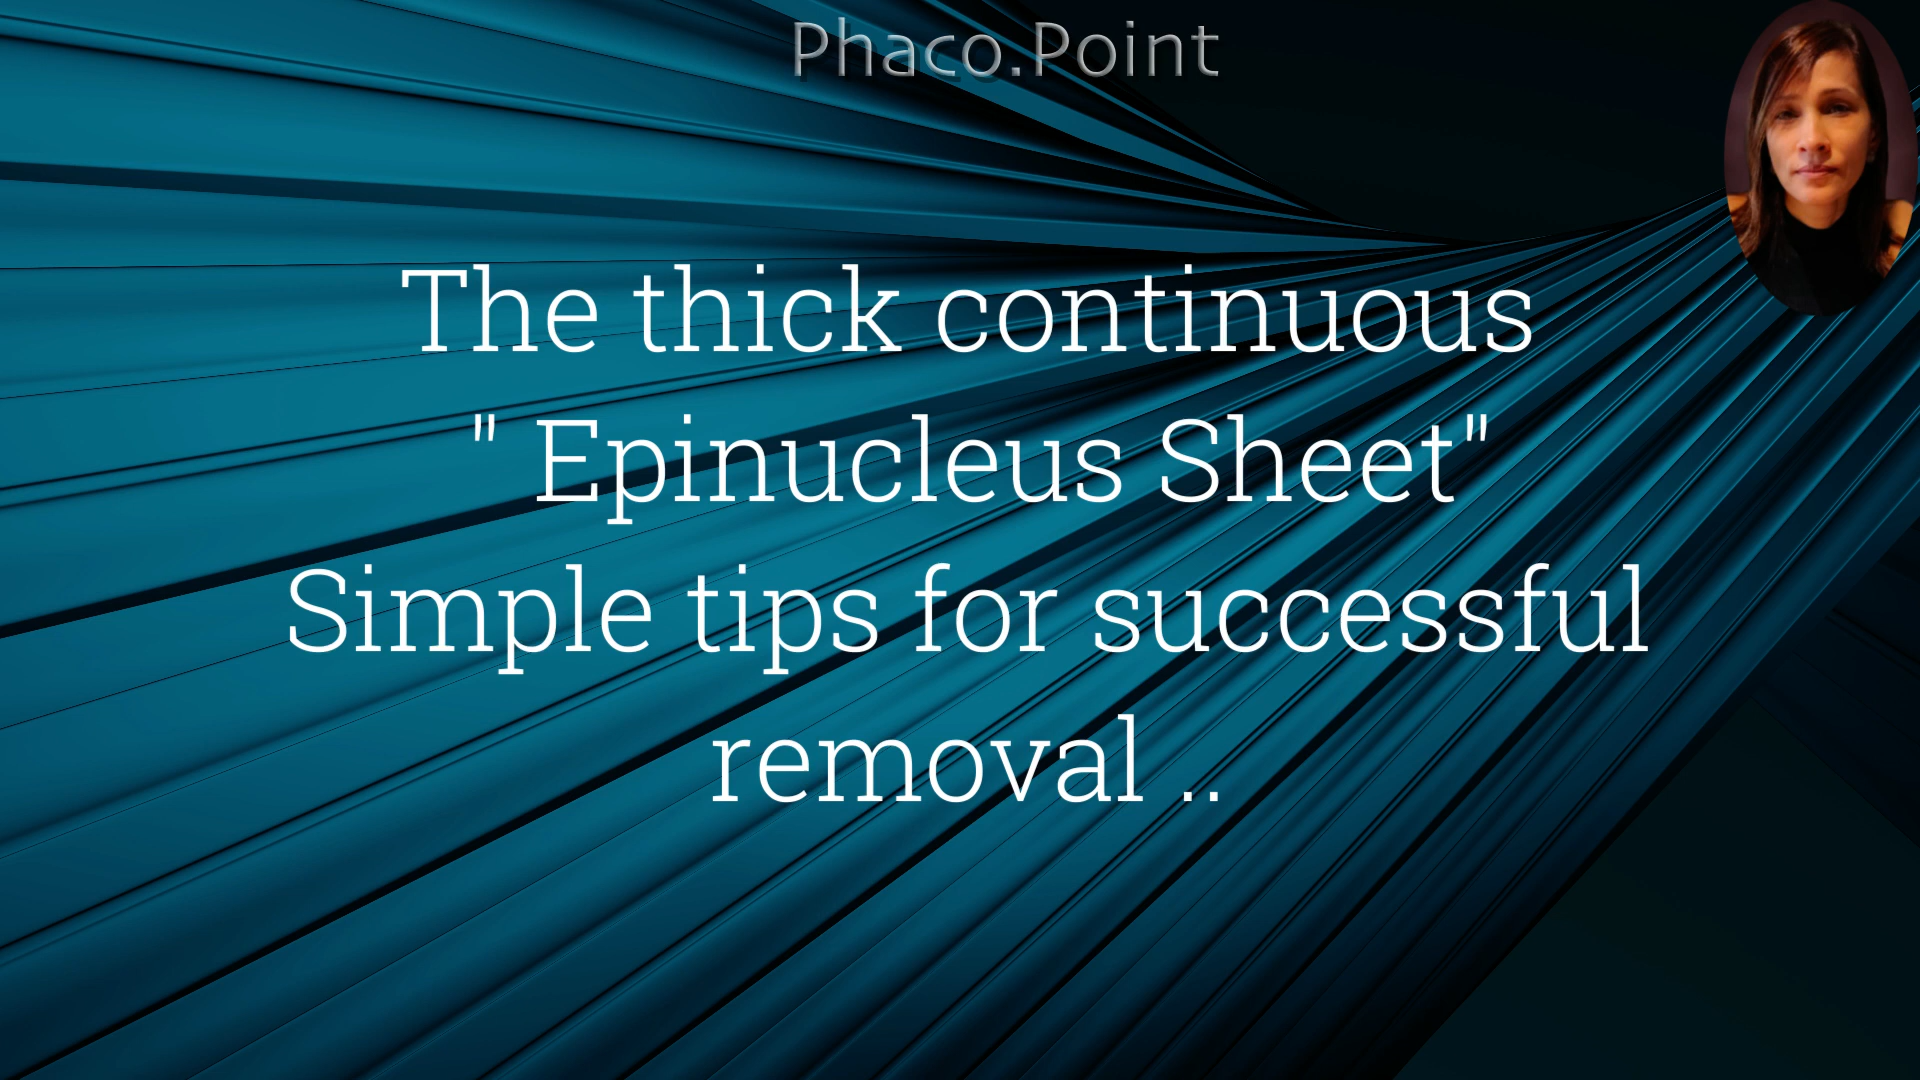 Phaco.Point
The thick continuous
" Epinucleus Sheet"
Simple tips for successful
removal ..